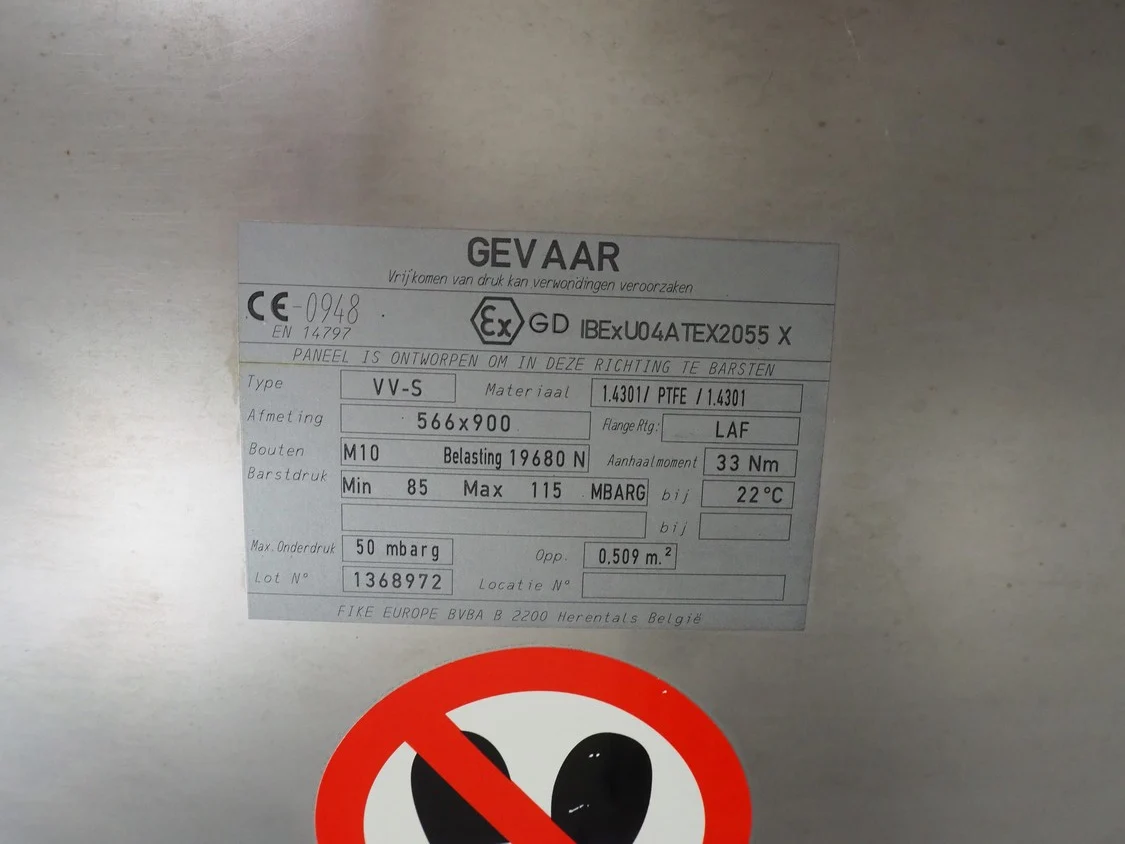 GEVAAR
Vrijkomen van druk kan verwondingen veroorzaken
CE-0948 Ex GD IBExU04ATEX2055 X
EN 14797
PANEEL IS ONTWORPEN OM IN DEZE RICHTING TE BARSTEN
Type VV-S Materiaal 1.4301/ PTFE /1.4301
Afmeting 566x900 Flange Rtg: LAF
Bouten M10 Belasting 19680 N Aanhaalmoment 33 Nm
Barstdruk Min 85 Max 115 MBARG bij 22°C
bij
Max. Onderdruk 50 mbarg Opp. 0.509 m.²
Lot N° 1368972 Locatie N°
FIKE EUROPE BVBA B 2200 Herentals België